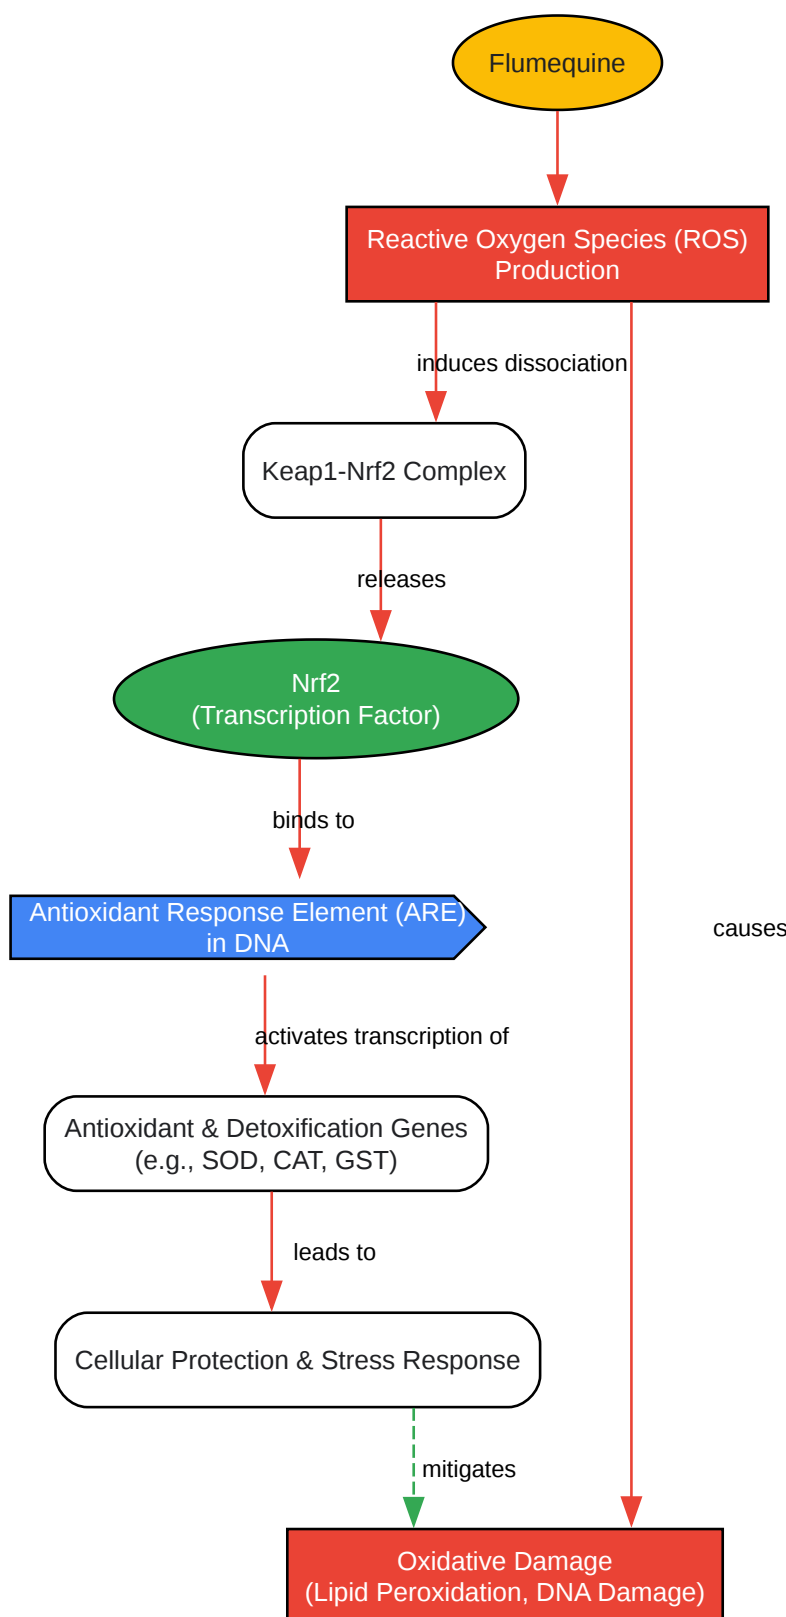 Flumequine
Reactive Oxygen Species (ROS)
Production
induces dissociation
Keap1-Nrf2 Complex
releases
Nrf2
(Transcription Factor)
binds to
Antioxidant Response Element (ARE)
in DNA
causes
activates transcription of
Antioxidant & Detoxification Genes
(e.g., SOD, CAT, GST)
leads to
Cellular Protection & Stress Response
mitigates
Oxidative Damage
(Lipid Peroxidation, DNA Damage)